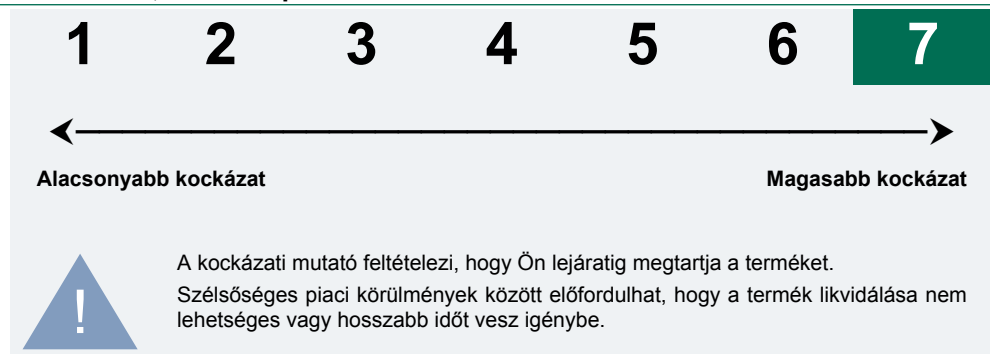 1 2 3 4 5 6 7
Alacsonyabb kockázat Magasabb kockázat
A kockázati mutató feltételezi, hogy Ön lejáratig megtartja a terméket.
Szélsőséges piaci körülmények között előfordulhat, hogy a termék likvidálása nem
lehetséges vagy hosszabb időt vesz igénybe.
!